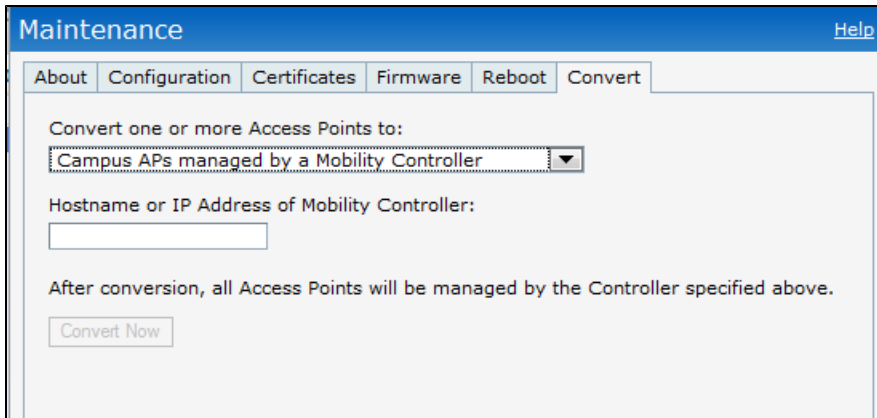 Maintenance Help
About Configuration Certificates Firmware Reboot Convert
Convert one or more Access Points to:
Campus APs managed by a Mobility Controller
Hostname or IP Address of Mobility Controller:
After conversion, all Access Points will be managed by the Controller specified above.
Convert Now